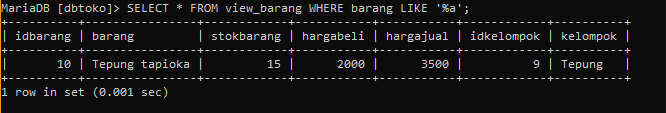 MariaDB [dbtoko]> SELECT * FROM view_barang WHERE barang LIKE '%a';
+----------+---------------+------------+-----------+-----------+------------+----------+
| idbarang | barang        | stokbarang | hargabeli | hargajual | idkelompok | kelompok |
+----------+---------------+------------+-----------+-----------+------------+----------+
|       10 | Tepung tapioka |         15 |      2000 |      3500 |          9 | Tepung   |
+----------+---------------+------------+-----------+-----------+------------+----------+
1 row in set (0.001 sec)